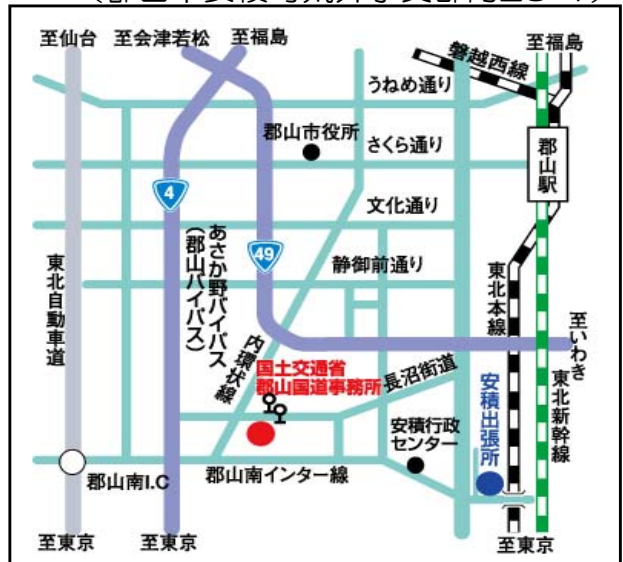 至仙台
至会津若松
至福島
磐越西線
至福島
うねめ通り
郡山市役所
さくら通り
郡山駅
4
文化通り
あさか野バイパス
(郡山バイパス)
49
静御前通り
東北自動車道
東北本線
至いわき
内環状線
国土交通省
郡山国道事務所
長沼街道
安積出張所
東北新幹線
安積行政
センター
郡山南I.C
郡山南インター線
至東京
至東京
至東京